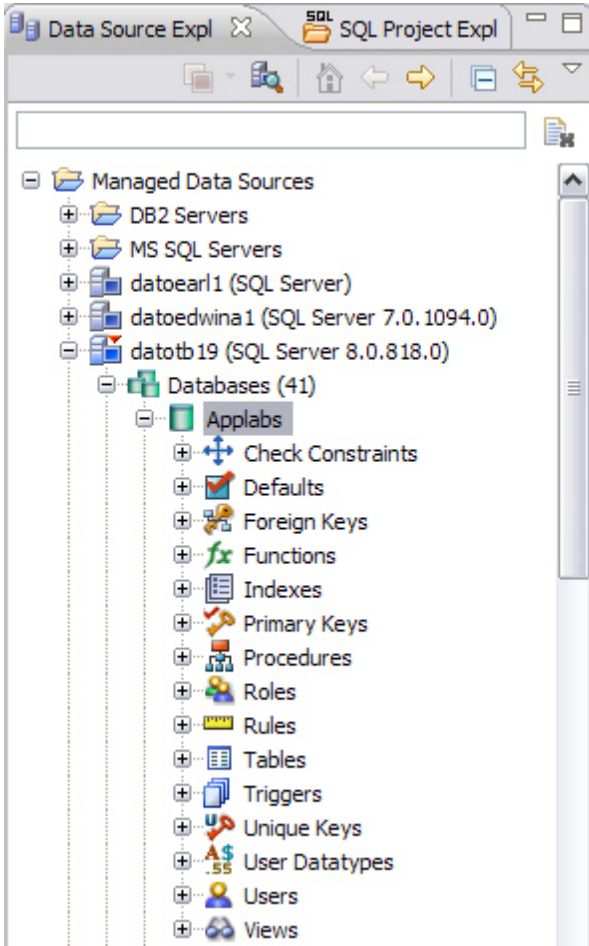 Data Source Expl SQL SQL Project Expl
Managed Data Sources
DB2 Servers
MS SQL Servers
datoearl1 (SQL Server)
datoedwina1 (SQL Server 7.0.1094.0)
datotb19 (SQL Server 8.0.818.0)
Databases (41)
Applabs
Check Constraints
Defaults
Foreign Keys
fx Functions
Indexes
Primary Keys
Procedures
Roles
Rules
Tables
Triggers
U Unique Keys
A$ .55 User Datatypes
Users
Views